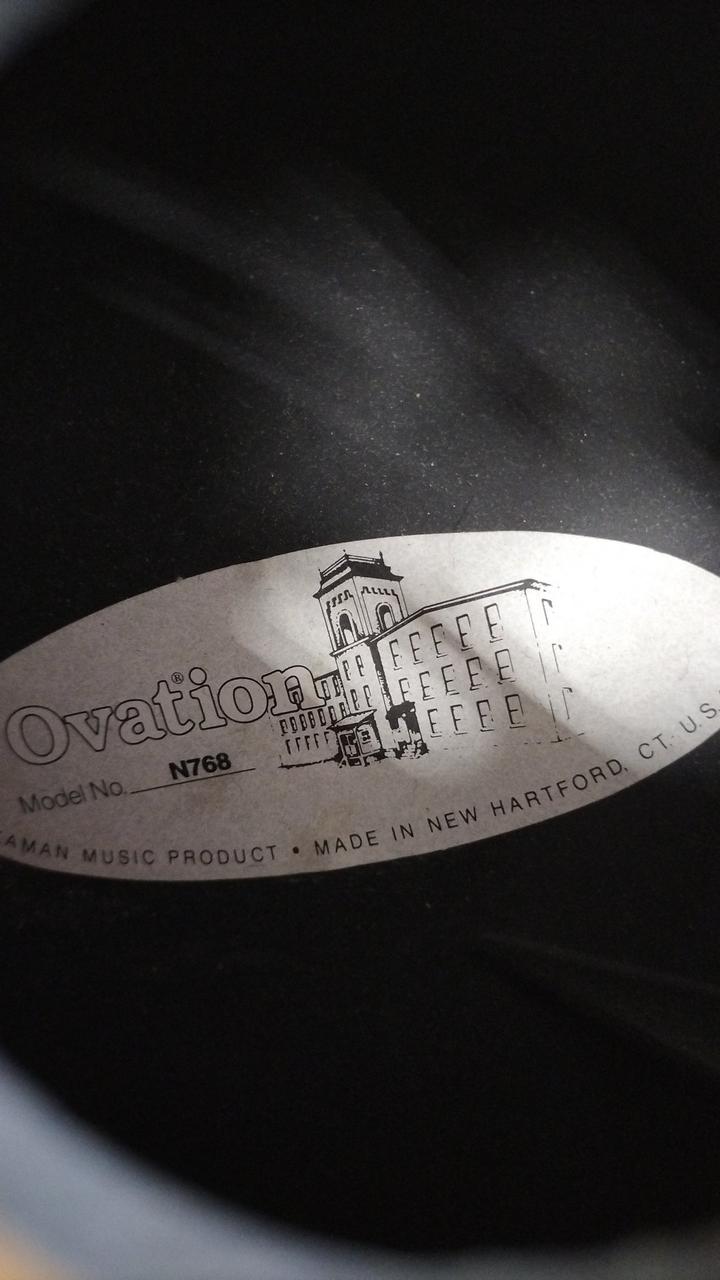 Ovation®
Model No. N768
AMAN MUSIC PRODUCT • MADE IN NEW HARTFORD, CT. U.S.